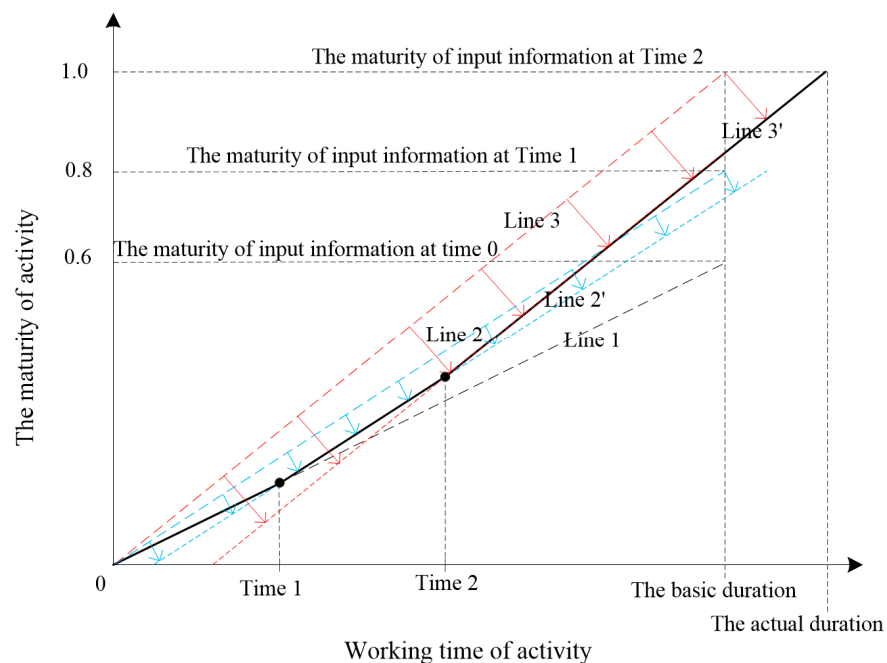 The maturity of input information at Time 2
1.0
Line 3'
The maturity of input information at Time 1
0.8
Line 3
The maturity of input information at time 0
0.6
Line 2'
Line 2
Line 1
The maturity of activity
0
Time 1
Time 2
The basic duration
The actual duration
Working time of activity